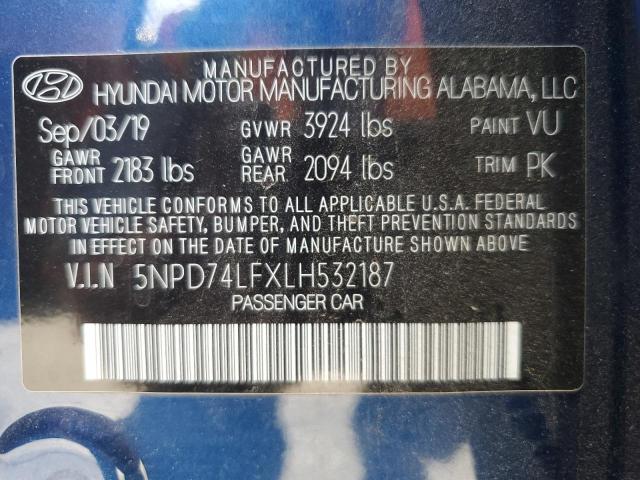 MANUFACTURED BY
HYUNDAI MOTOR MANUFACTURING ALABAMA, LLC
Sep/03/19 GVWR 3924 lbs PAINT VU
GAWR FRONT 2183 lbs GAWR REAR 2094 lbs TRIM PK
THIS VEHICLE CONFORMS TO ALL APPLICABLE U.S.A. FEDERAL
MOTOR VEHICLE SAFETY, BUMPER, AND THEFT PREVENTION STANDARDS
IN EFFECT ON THE DATE OF MANUFACTURE SHOWN ABOVE.
V.I.N 5NPD74LFXLH532187
PASSENGER CAR